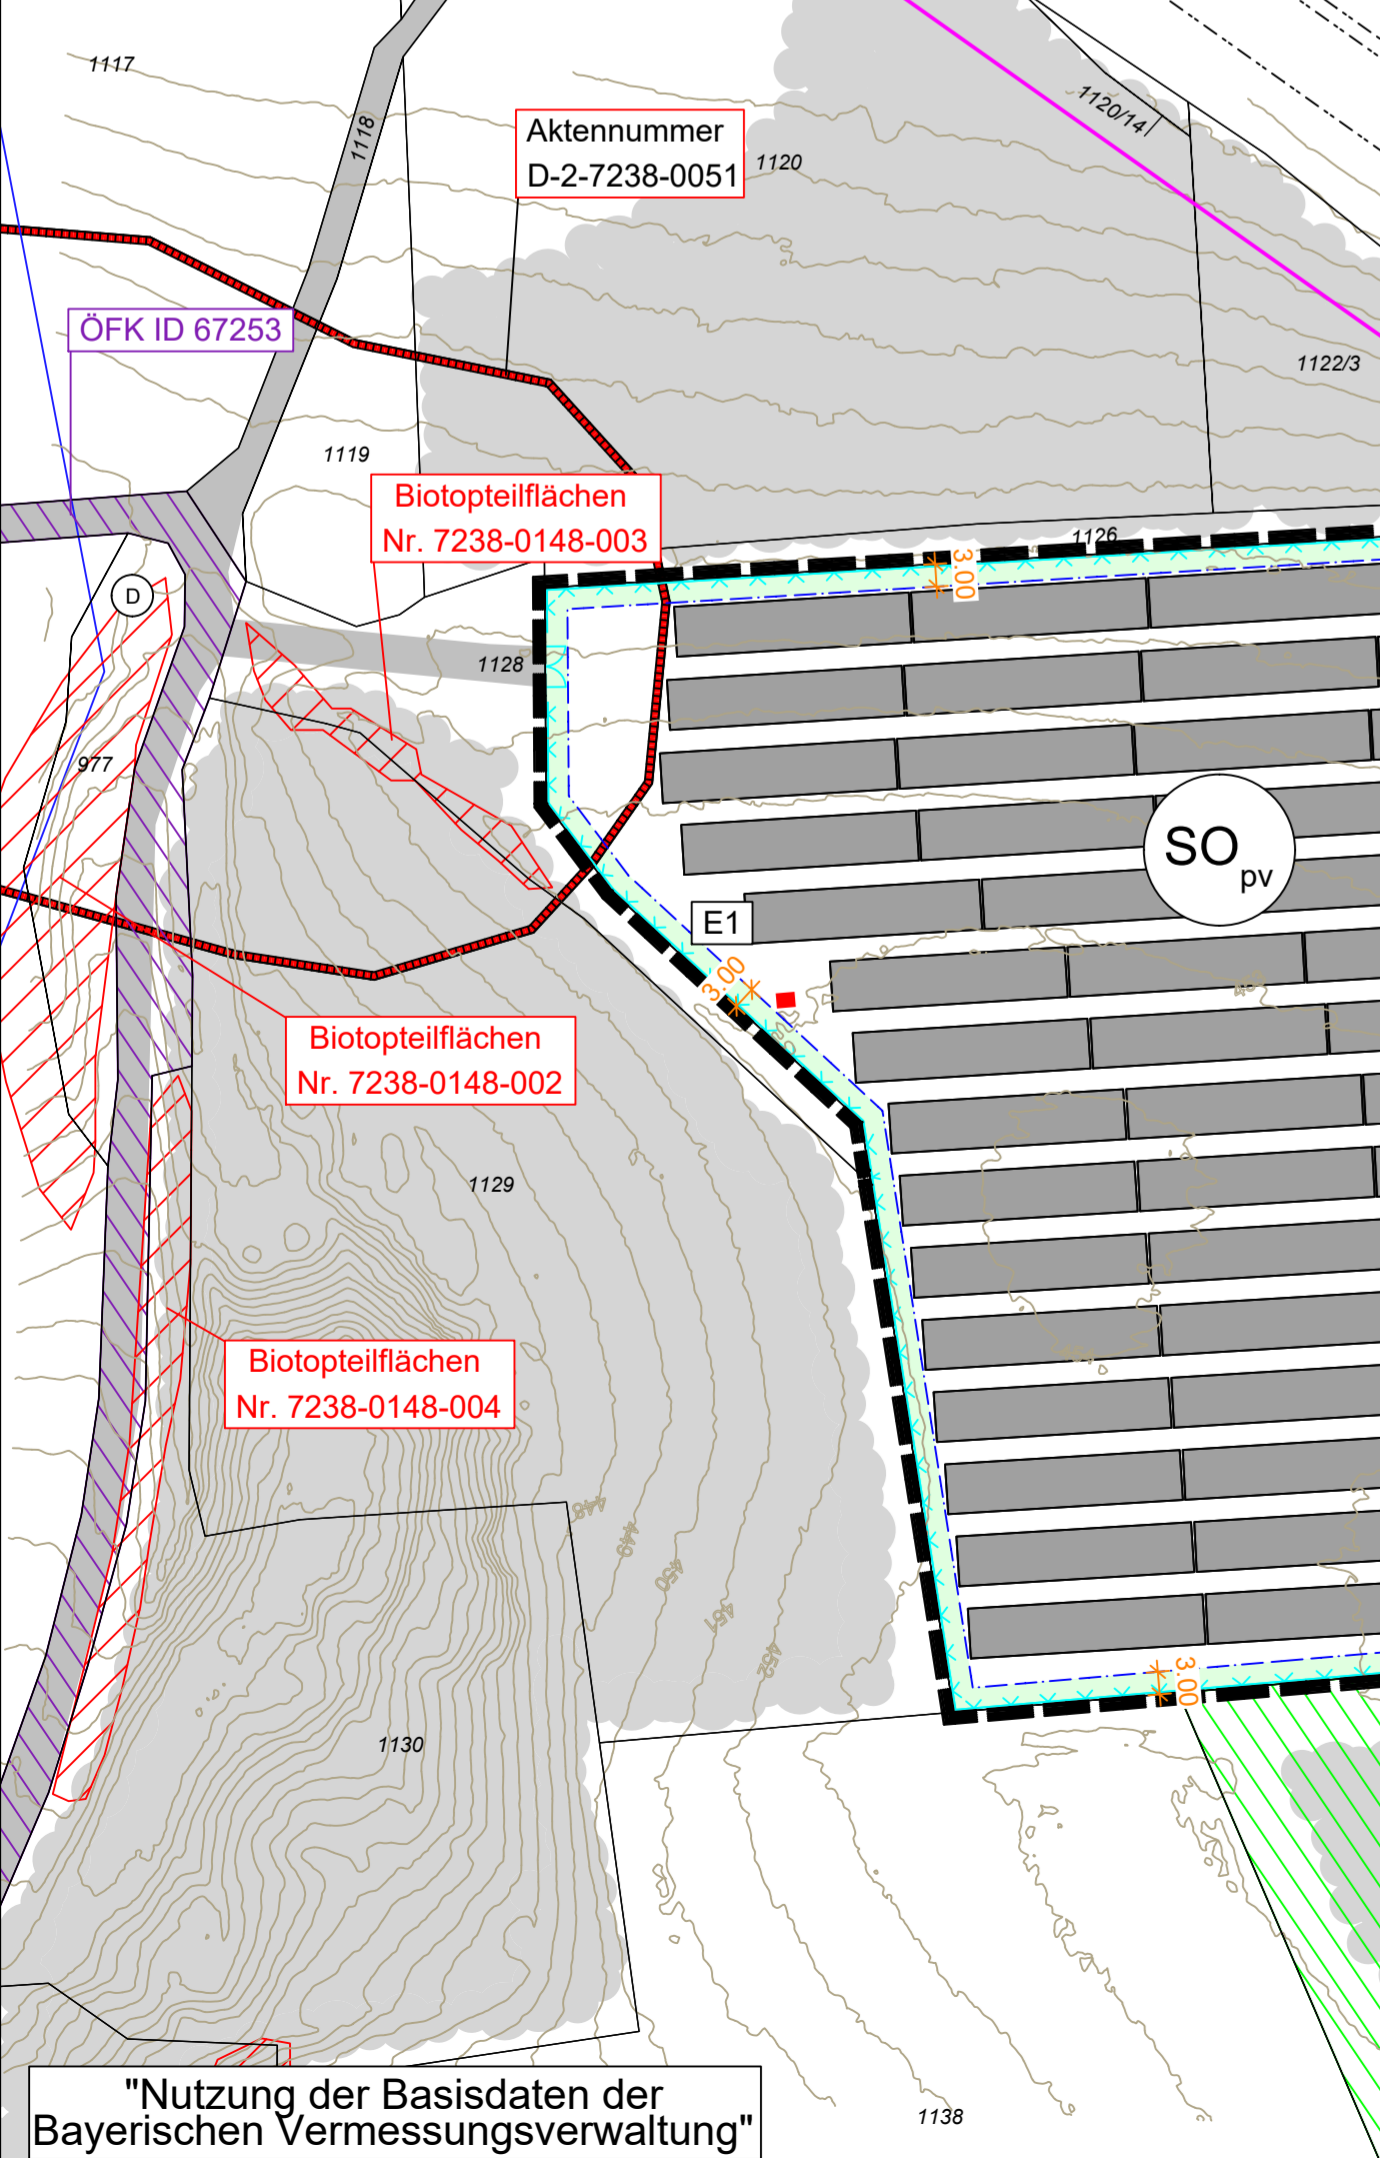 1117
1118
Aktennummer
D-2-7238-0051
1120
1120/14
1122/3
ÖFK ID 67253
1119
Biotopteilflächen
Nr. 7238-0148-003
1126
3.00
D
1128
977
SO pv
E1
3.00
Biotopteilflächen
Nr. 7238-0148-002
1129
Biotopteilflächen
Nr. 7238-0148-004
448
449
450
451
452
3.00
1130
1138
"Nutzung der Basisdaten der
Bayerischen Vermessungsverwaltung"